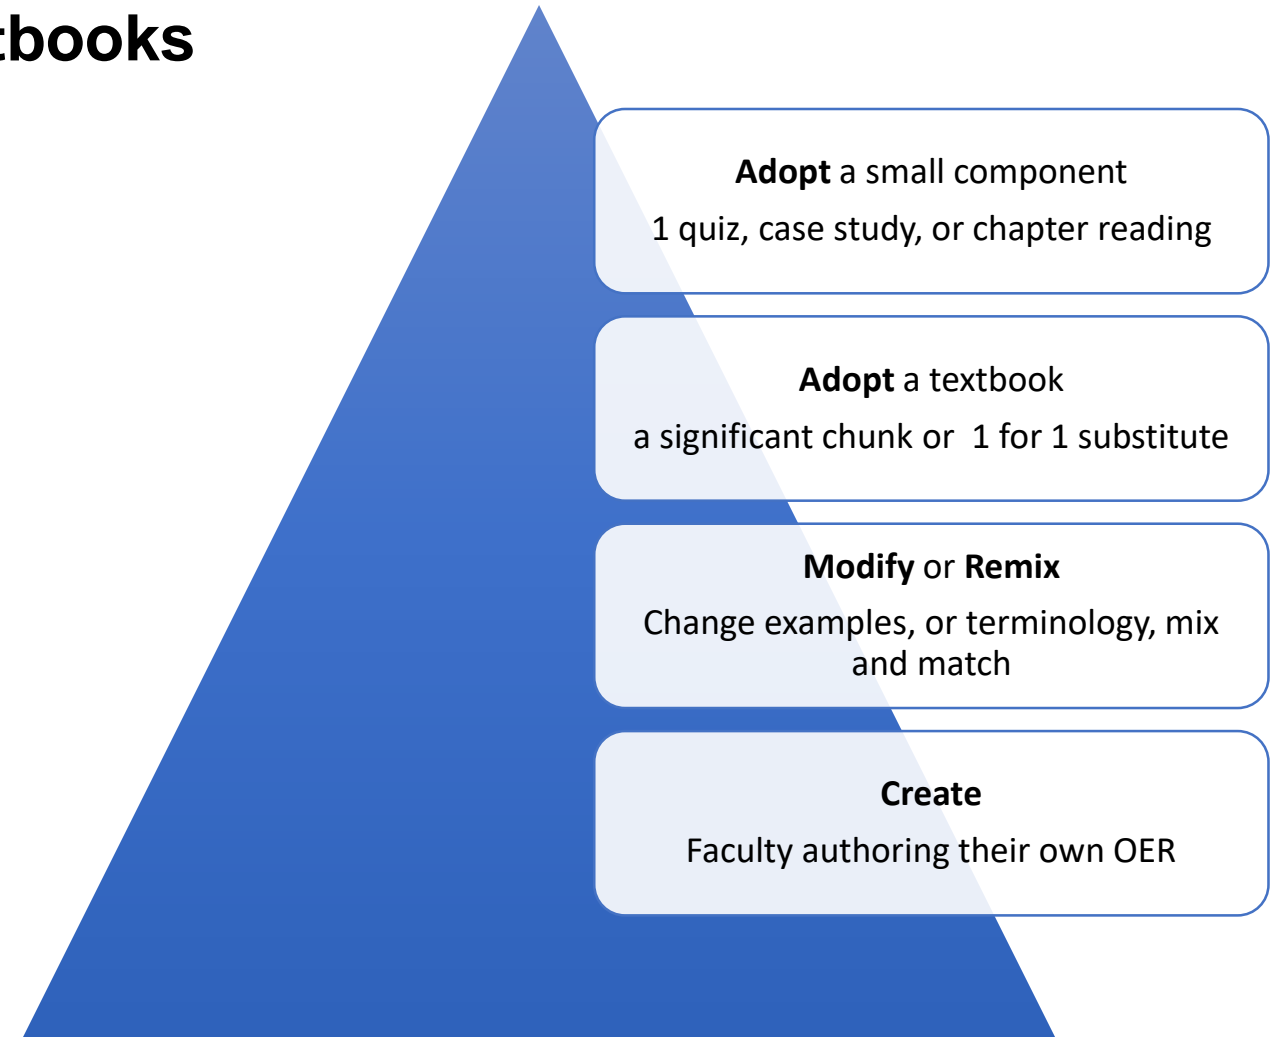 tbooks
Adopt a small component
1 quiz, case study, or chapter reading
Adopt a textbook
a significant chunk or  1 for 1 substitute
Modify or Remix
Change examples, or terminology, mix
and match
Create
Faculty authoring their own OER